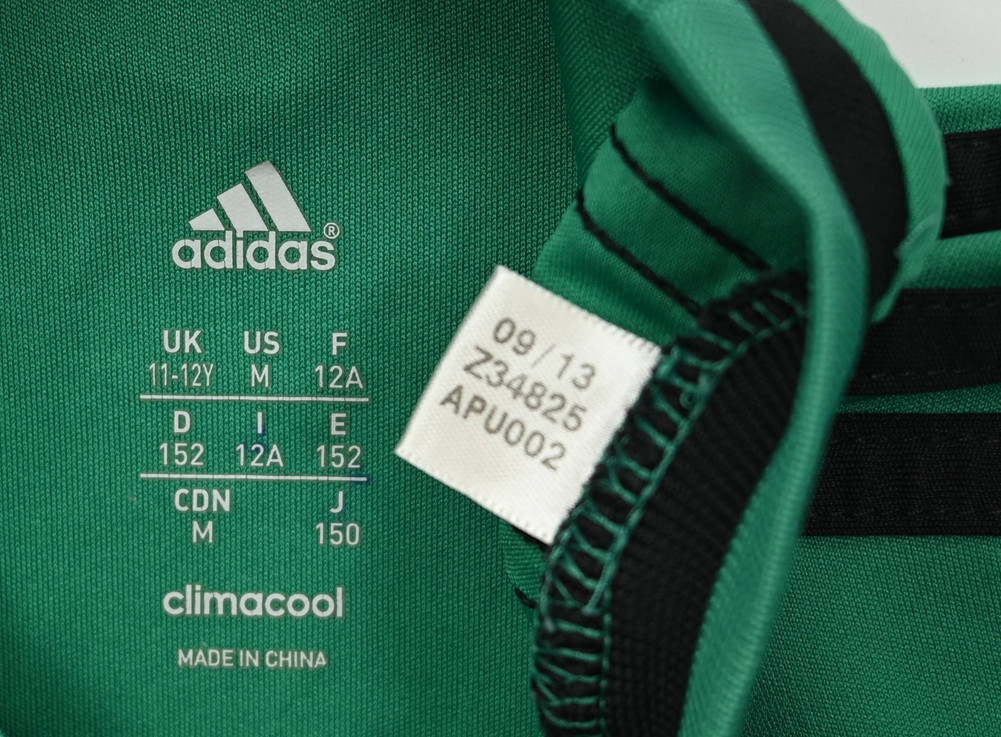 adidas®
UK US F
11-12Y M 12A
D I E
152 12A 152
CDN J
M 150
climacool
MADE IN CHINA
09/13
Z34825
APU002